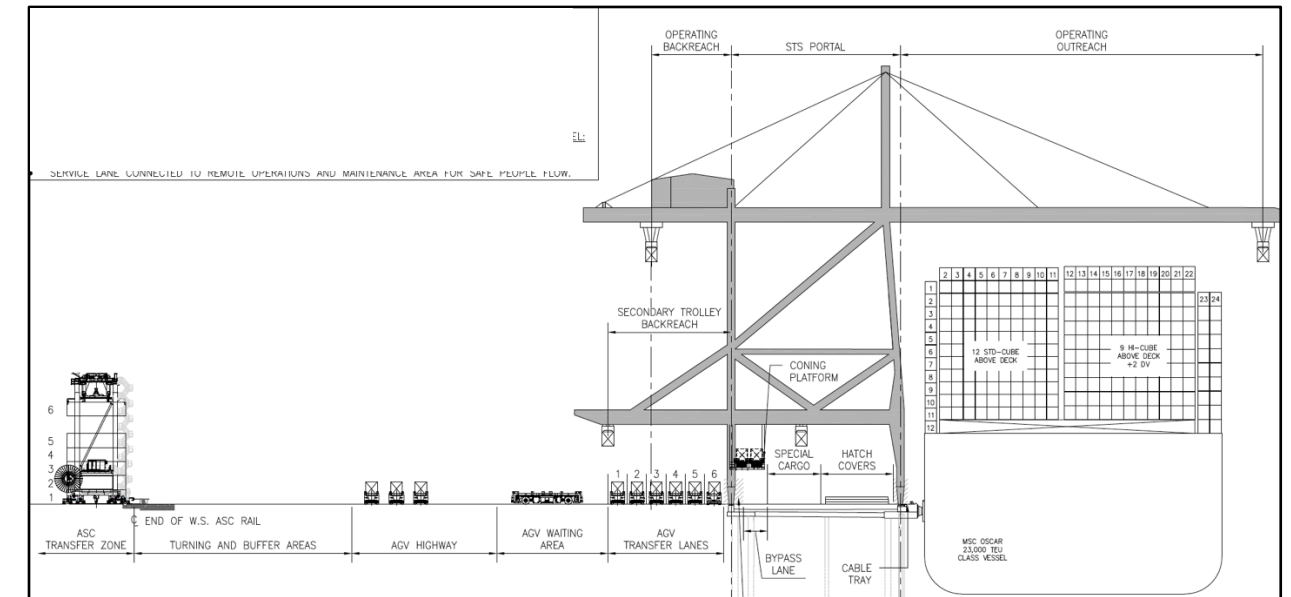 OPERATING
BACKREACH
STS PORTAL
OPERATING
OUTREACH
EL:
SERVICE LANE CONNECTED TO REMOTE OPERATIONS AND MAINTENANCE AREA FOR SAFE PEOPLE FLOW.
SECONDARY TROLLEY
BACKREACH
CONING
PLATFORM
SPECIAL
CARGO
HATCH
COVERS
2 3 4 5 6 7 8 9 10 11
12 13 14 15 16 17 18 19 20 21 22
23 24
1
2
3
4
5
6
7
8
9
10
11
12
12 STD-CUBE
ABOVE DECK
9 HI-CUBE
ABOVE DECK
+2 DV
6
5
4
3
2
1
1 2 3 4 5 6
℄ END OF W.S. ASC RAIL
ASC
TRANSFER ZONE
TURNING AND BUFFER AREAS
AGV HIGHWAY
AGV WAITING
AREA
AGV
TRANSFER LANES
BYPASS
LANE
CABLE
TRAY
MSC OSCAR
23,000 TEU
CLASS VESSEL